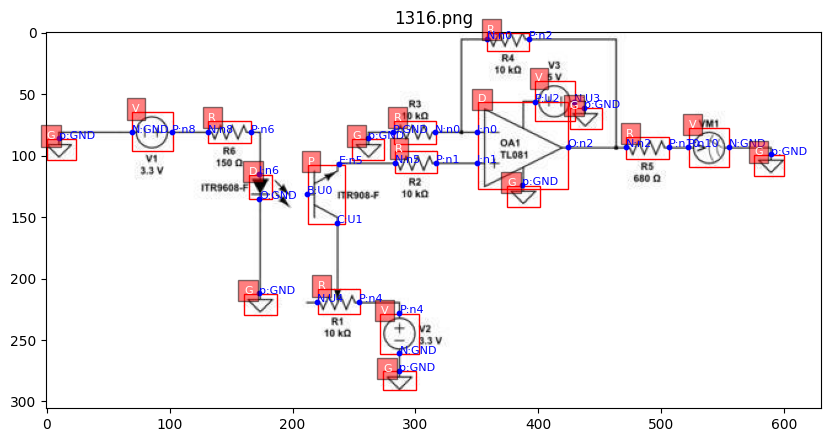 1316.png
0
50
100
150
200
250
300
0
100
200
300
400
500
600
R
N:n0
P:n2
R4
10 kΩ
V
V3
5 V
P:U2
N:U3
G
p:GND
D
OA1
TL081
I:n0
I:n1
O:n2
G
p:GND
G
p:GND
V
N:GND
P:n8
V1
3.3 V
R
N:n8
P:n6
R6
150 Ω
D
I:n6
O:GND
ITR9608-F
G
p:GND
P
E:n5
B:U0
C:U1
ITR908-F
G
p:GND
R
R3
10 kΩ
P:GND
N:n0
R
N:n5
P:n1
R2
10 kΩ
R
N:U4
P:n4
R1
10 kΩ
V
P:n4
V2
3.3 V
N:GND
G
p:GND
R
N:n2
R5
680 Ω
V
VM1
N:GND
G
p:GND